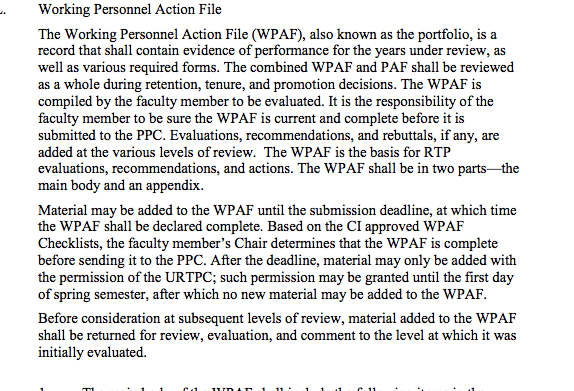 Working Personnel Action File
The Working Personnel Action File (WPAF), also known as the portfolio, is a
record that shall contain evidence of performance for the years under review, as
well as various required forms. The combined WPAF and PAF shall be reviewed
as a whole during retention, tenure, and promotion decisions. The WPAF is
compiled by the faculty member to be evaluated. It is the responsibility of the
faculty member to be sure the WPAF is current and complete before it is
submitted to the PPC. Evaluations, recommendations, and rebuttals, if any, are
added at the various levels of review.  The WPAF is the basis for RTP
evaluations, recommendations, and actions. The WPAF shall be in two parts—the
main body and an appendix.
Material may be added to the WPAF until the submission deadline, at which time
the WPAF shall be declared complete. Based on the CI approved WPAF
Checklists, the faculty member's Chair determines that the WPAF is complete
before sending it to the PPC. After the deadline, material may only be added with
the permission of the URTPC; such permission may be granted until the first day
of spring semester, after which no new material may be added to the WPAF.
Before consideration at subsequent levels of review, material added to the WPAF
shall be returned for review, evaluation, and comment to the level at which it was
initially evaluated.